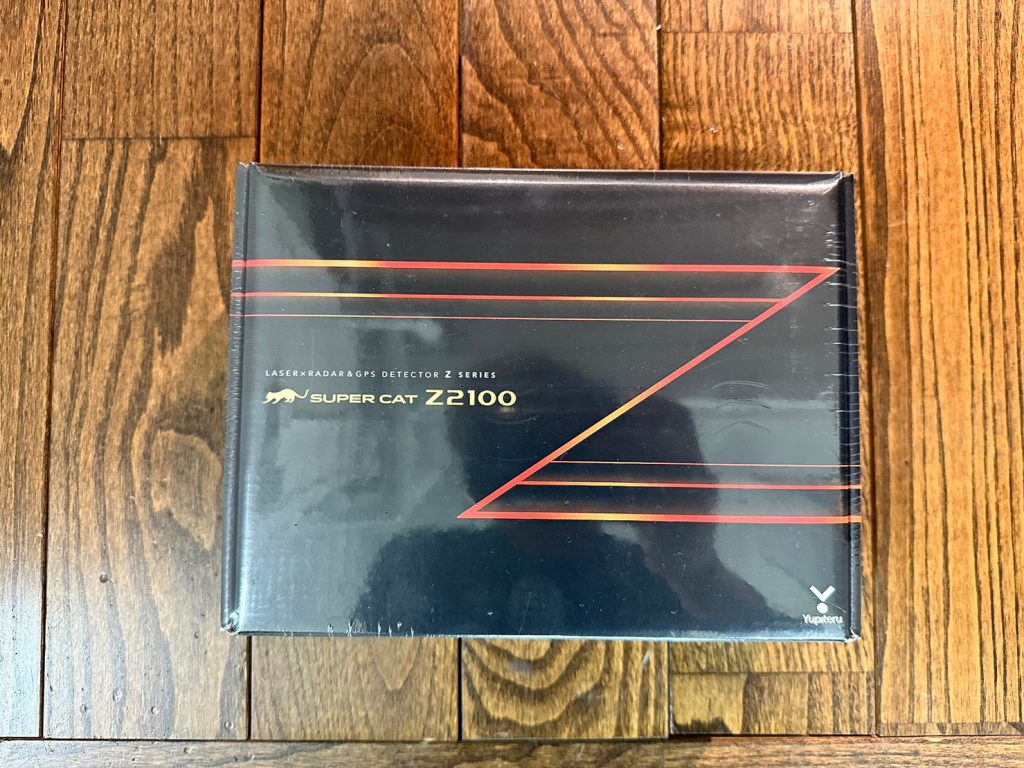 LASER×RADAR&GPS DETECTOR Z SERIES
SUPER CAT Z2100
Yupiteru